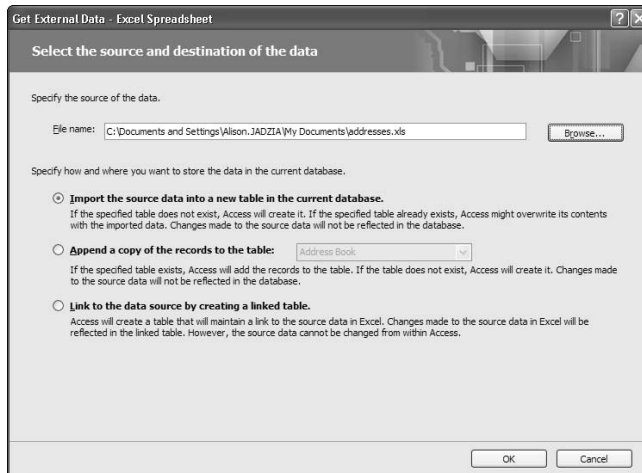 Get External Data - Excel Spreadsheet
Select the source and destination of the data
Specify the source of the data.
File name: C:\Documents and Settings\Alison.JADZIA\My Documents\addresses.xls Browse...
Specify how and where you want to store the data in the current database.
Import the source data into a new table in the current database.
If the specified table does not exist, Access will create it. If the specified table already exists, Access might overwrite its contents
with the imported data. Changes made to the source data will not be reflected in the database.
Append a copy of the records to the table: Address Book
If the specified table exists, Access will add the records to the table. If the table does not exist, Access will create it. Changes made
to the source data will not be reflected in the database.
Link to the data source by creating a linked table.
Access will create a table that will maintain a link to the source data in Excel. Changes made to the source data in Excel will be
reflected in the linked table. However, the source data cannot be changed from within Access.
OK Cancel